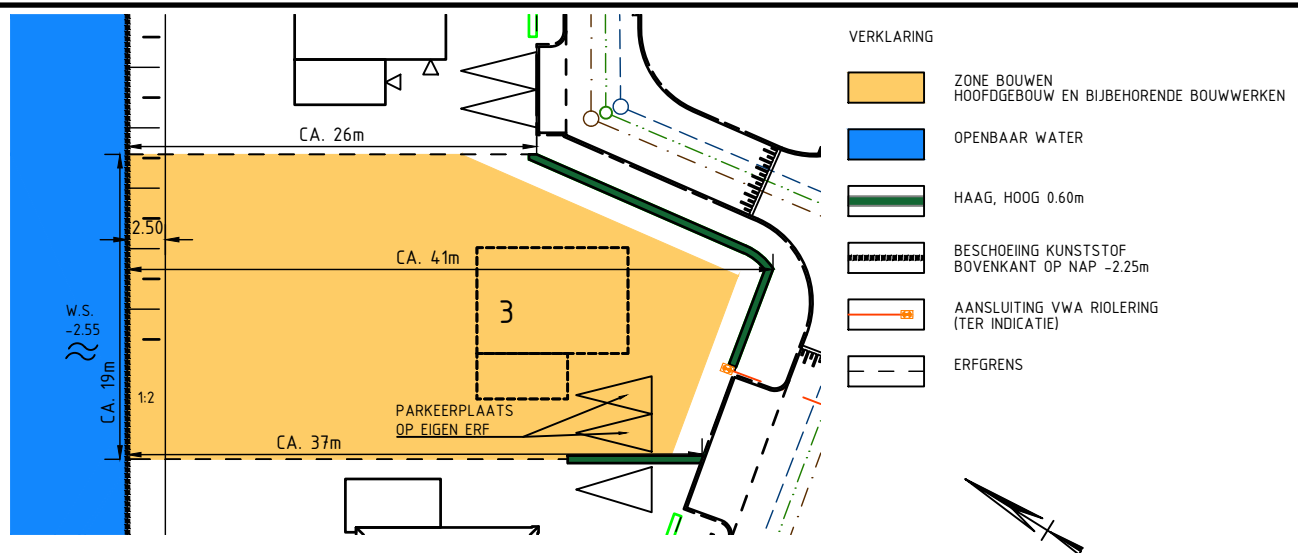 CA. 26m
2.50
CA. 41m
3
W.S.
-2.55
CA. 19m
1:2
PARKEERPLAATS
OP EIGEN ERF
CA. 37m
VERKLARING
ZONE BOUWEN
HOOFDGEBOUW EN BIJBEHORENDE BOUWWERKEN
OPENBAAR WATER
HAAG, HOOG 0.60m
BESCHOEIING KUNSTSTOF
BOVENKANT OP NAP -2.25m
AANSLUITING VWA RIOLERING
(TER INDICATIE)
ERFGRENS